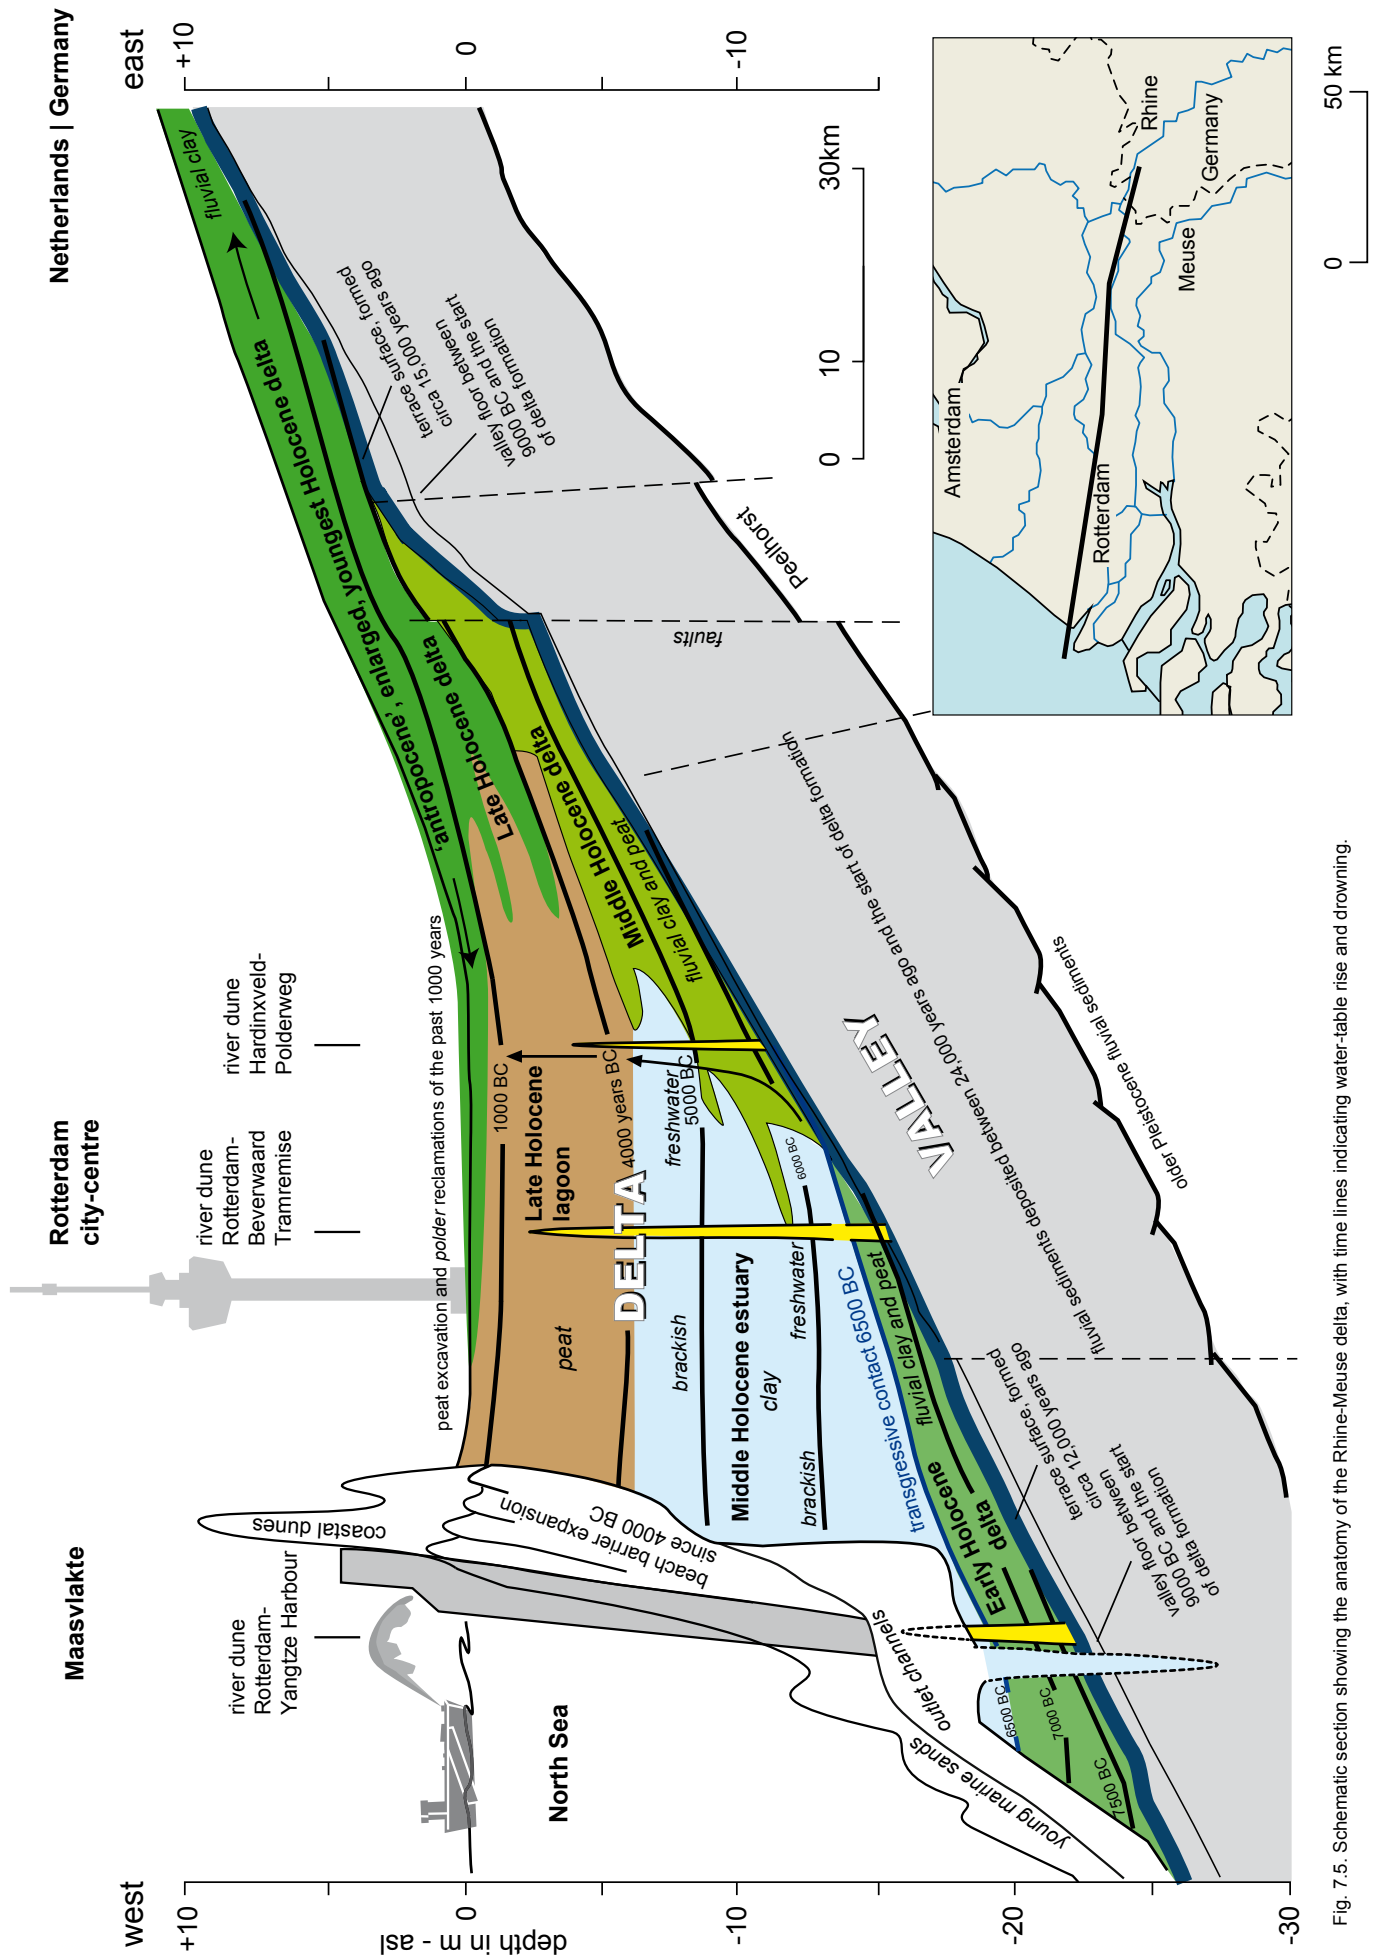 Maasvlakte
Rotterdam
city-centre
Netherlands | Germany
west
east
river dune
Rotterdam-
Yangtze Harbour
river dune
Rotterdam-
Beverwaard
Tramremise
river dune
Hardinxveld-
Polderweg
+10
0
-10
-20
-30
depth in m - asl
+10
0
-10
North Sea
coastal dunes
beach barrier expansion
since 4000 BC
outlet channels
young marine sands
peat excavation and polder reclamations of the past 1000 years
'antropocene', enlarged, youngest Holocene delta
fluvial clay
Late Holocene delta
Middle Holocene delta
fluvial clay and peat
1000 BC
Late Holocene
lagoon
peat
DELTA
4000 years BC
freshwater
5000 BC
brackish
Middle Holocene estuary
clay
freshwater
6000 BC
brackish
transgressive contact 6500 BC
fluvial clay and peat
Early Holocene
delta
6500 BC
7000 BC
7500 BC
terrace surface, formed
circa 15,000 years ago
valley floor between
9000 BC and the start
of delta formation
terrace surface, formed
circa 12,000 years ago
valley floor between
9000 BC and the start
of delta formation
faults
Peelhorst
VALLEY
fluvial sediments deposited between 24,000 years ago and the start of delta formation
older Pleistocene fluvial sediments
0
10
30km
Amsterdam
Rotterdam
Rhine
Germany
Meuse
0
50 km
Fig. 7.5. Schematic section showing the anatomy of the Rhine-Meuse delta, with time lines indicating water-table rise and drowning.